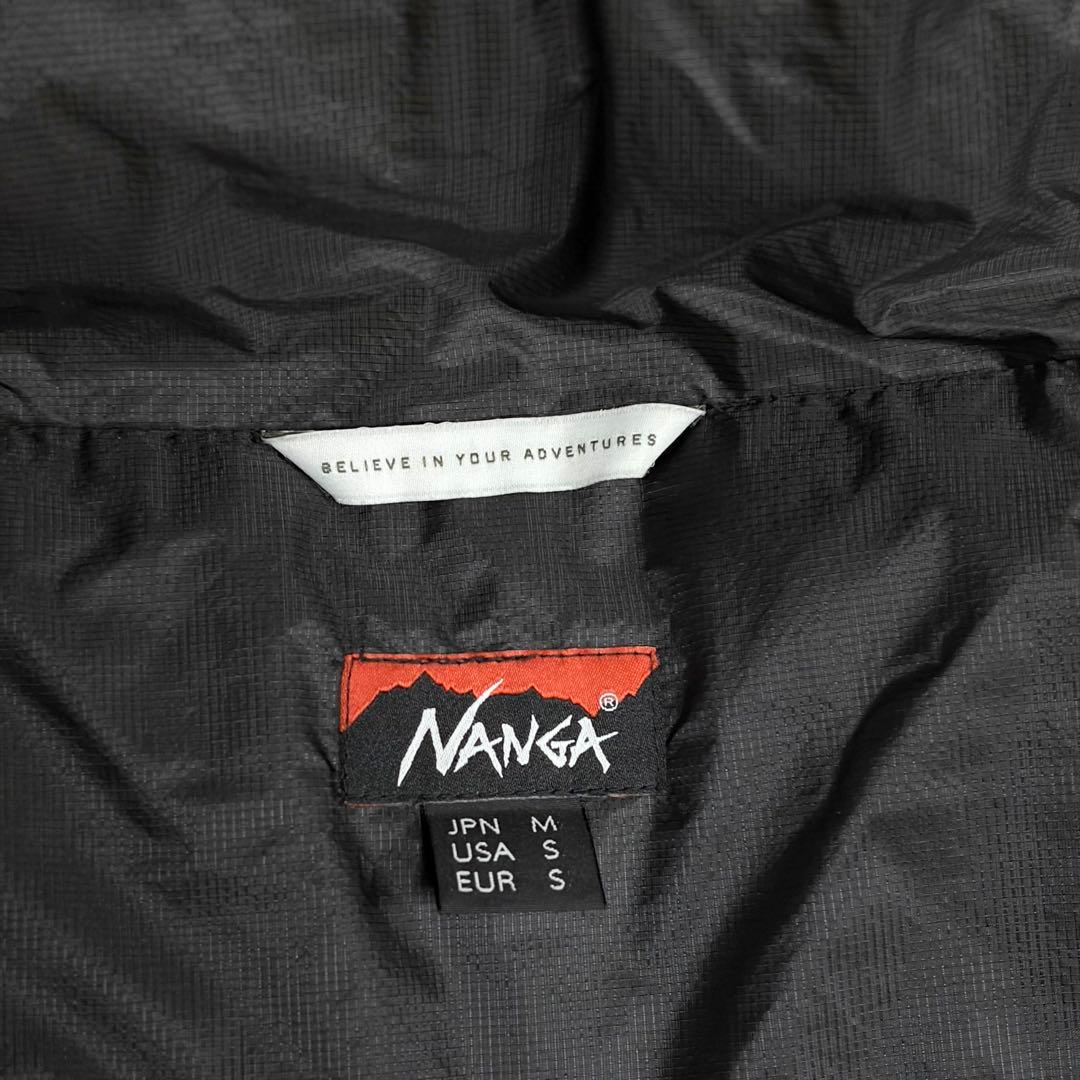 BELIEVE IN YOUR ADVENTURES
NANGA®
JPN M
USA S
EUR S